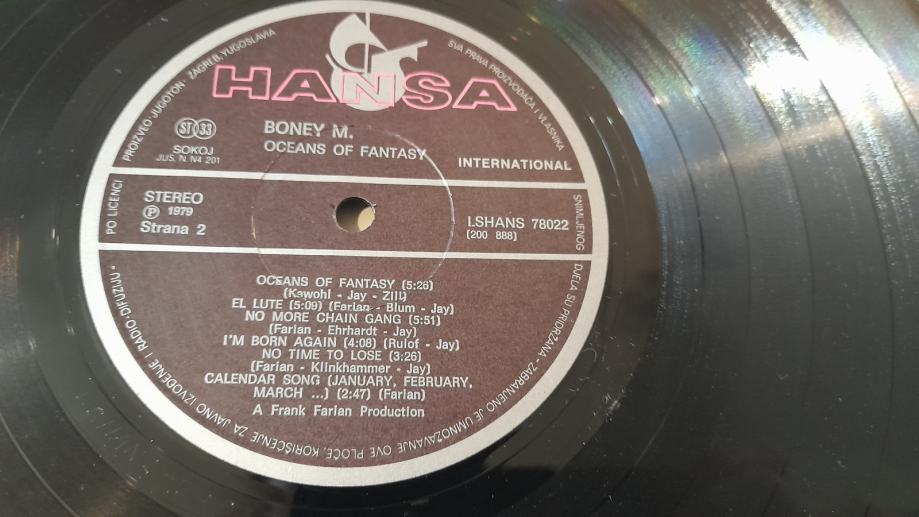 HANSA
PROIZVEO · JUGOTON · ZAGREB, YUGOSLAVIA
SVA PRAVA PROIZVOĐAČA I VLASNIKA
ST 33
SOKOJ
JUS. N. N4 201
BONEY M.
OCEANS OF FANTASY
INTERNATIONAL
PO LICENCI
STEREO
℗ 1979
Strana 2
LSHANS 78022
(200 888)
SNIMLJENOG
OCEANS OF FANTASY (5:26)
(Kawohl - Jay - Zill)
EL LUTE (5:09) (Farian - Blum - Jay)
NO MORE CHAIN GANG (5:51)
(Farian - Ehrhardt - Jay)
I'M BORN AGAIN (4:08) (Rulof - Jay)
NO TIME TO LOSE (3:26)
(Farian - Klinkhammer - Jay)
CALENDAR SONG (JANUARY, FEBRUARY,
MARCH ...) (2:47) (Farian)
A Frank Farian Production
DJELA SU PRIDRŽANA - ZABRANJENO JE UMNOŽAVANJE OVE PLOČE, KORIŠĆENJE ZA JAVNO IZVOĐENJE I RADIO-DIFUZIJU"